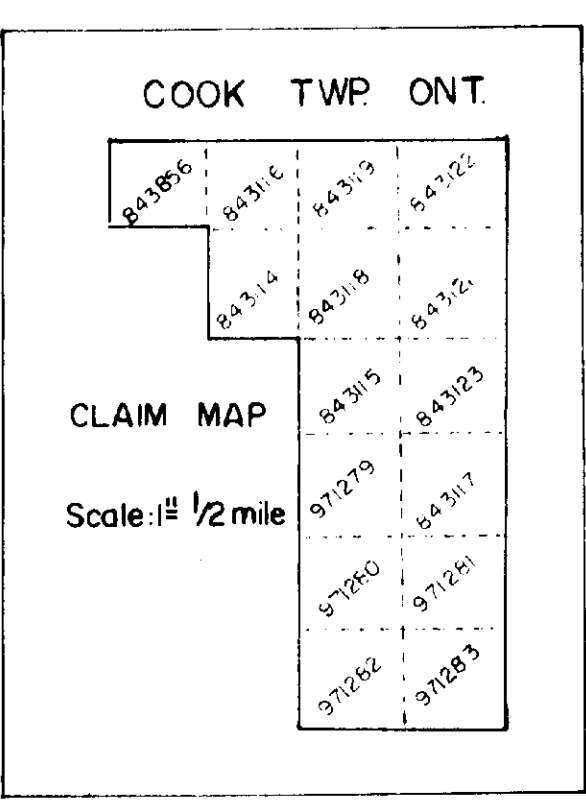 COOK TWP. ONT.
843856 843116 843119 843122
843114 843118 843121
843115 843123
CLAIM MAP
971279 843117
Scale: 1" = 1/2 mile
971280 971281
971282 971283